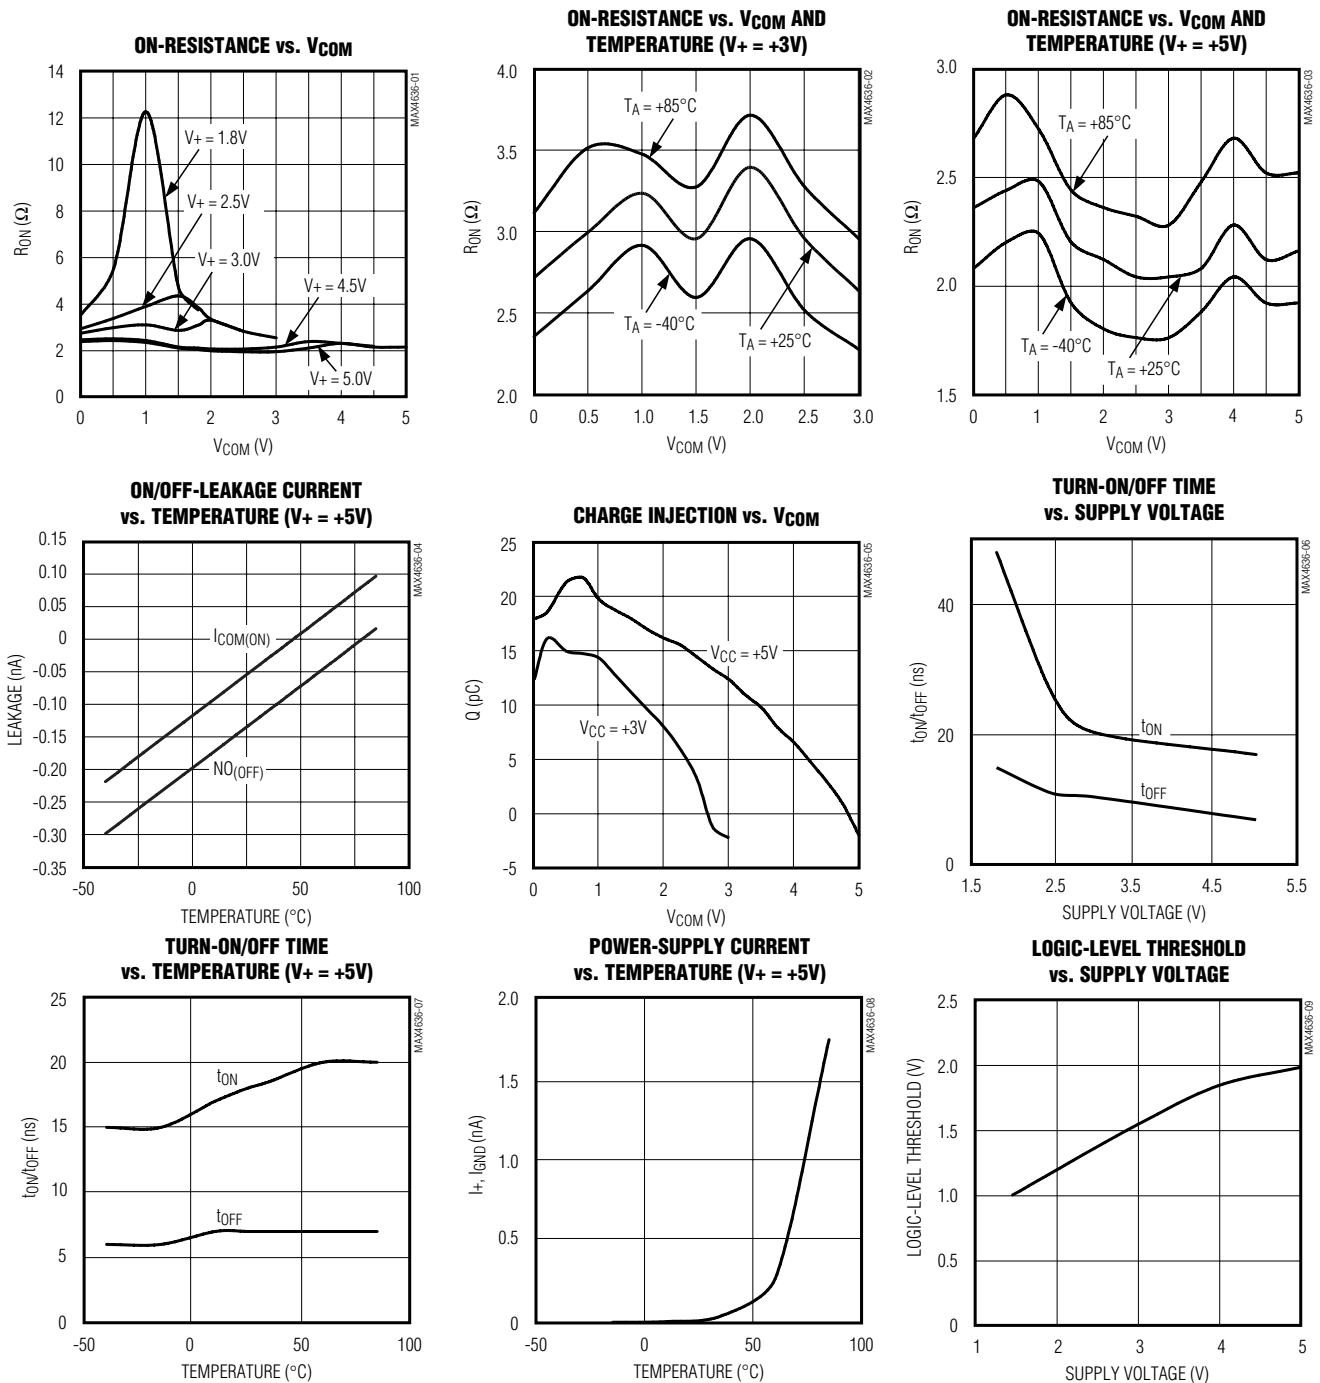 ON-RESISTANCE vs. VCOM
14
12
10
8
6
4
2
0
RON (Ω)
V+ = 1.8V
V+ = 2.5V
V+ = 3.0V
V+ = 4.5V
V+ = 5.0V
0 1 2 3 4 5
VCOM (V)
MAX4636-01
ON-RESISTANCE vs. VCOM AND
TEMPERATURE (V+ = +3V)
4.0
3.5
3.0
2.5
2.0
RON (Ω)
TA = +85°C
TA = -40°C
TA = +25°C
0 0.5 1.0 1.5 2.0 2.5 3.0
VCOM (V)
MAX4636-02
ON-RESISTANCE vs. VCOM AND
TEMPERATURE (V+ = +5V)
3.0
2.5
2.0
1.5
RON (Ω)
TA = +85°C
TA = -40°C
TA = +25°C
0 1 2 3 4 5
VCOM (V)
MAX4636-03
ON/OFF-LEAKAGE CURRENT
vs. TEMPERATURE (V+ = +5V)
0.15
0.10
0.05
0
-0.05
-0.10
-0.15
-0.20
-0.25
-0.30
-0.35
LEAKAGE (nA)
ICOM(ON)
NO(OFF)
-50 0 50 100
TEMPERATURE (°C)
MAX4636-04
CHARGE INJECTION vs. VCOM
25
20
15
10
5
0
-5
Q (pC)
VCC = +5V
VCC = +3V
0 1 2 3 4 5
VCOM (V)
MAX4636-05
TURN-ON/OFF TIME
vs. SUPPLY VOLTAGE
40
20
0
tON/tOFF (ns)
tON
tOFF
1.5 2.5 3.5 4.5 5.5
SUPPLY VOLTAGE (V)
MAX4636-06
TURN-ON/OFF TIME
vs. TEMPERATURE (V+ = +5V)
25
20
15
10
5
0
tON/tOFF (ns)
tON
tOFF
-50 0 50 100
TEMPERATURE (°C)
MAX4636-07
POWER-SUPPLY CURRENT
vs. TEMPERATURE (V+ = +5V)
2.0
1.5
1.0
0.5
0
I+, IGND (nA)
-50 0 50 100
TEMPERATURE (°C)
MAX4636-08
LOGIC-LEVEL THRESHOLD
vs. SUPPLY VOLTAGE
2.5
2.0
1.5
1.0
0.5
0
LOGIC-LEVEL THRESHOLD (V)
1 2 3 4 5
SUPPLY VOLTAGE (V)
MAX4636-09